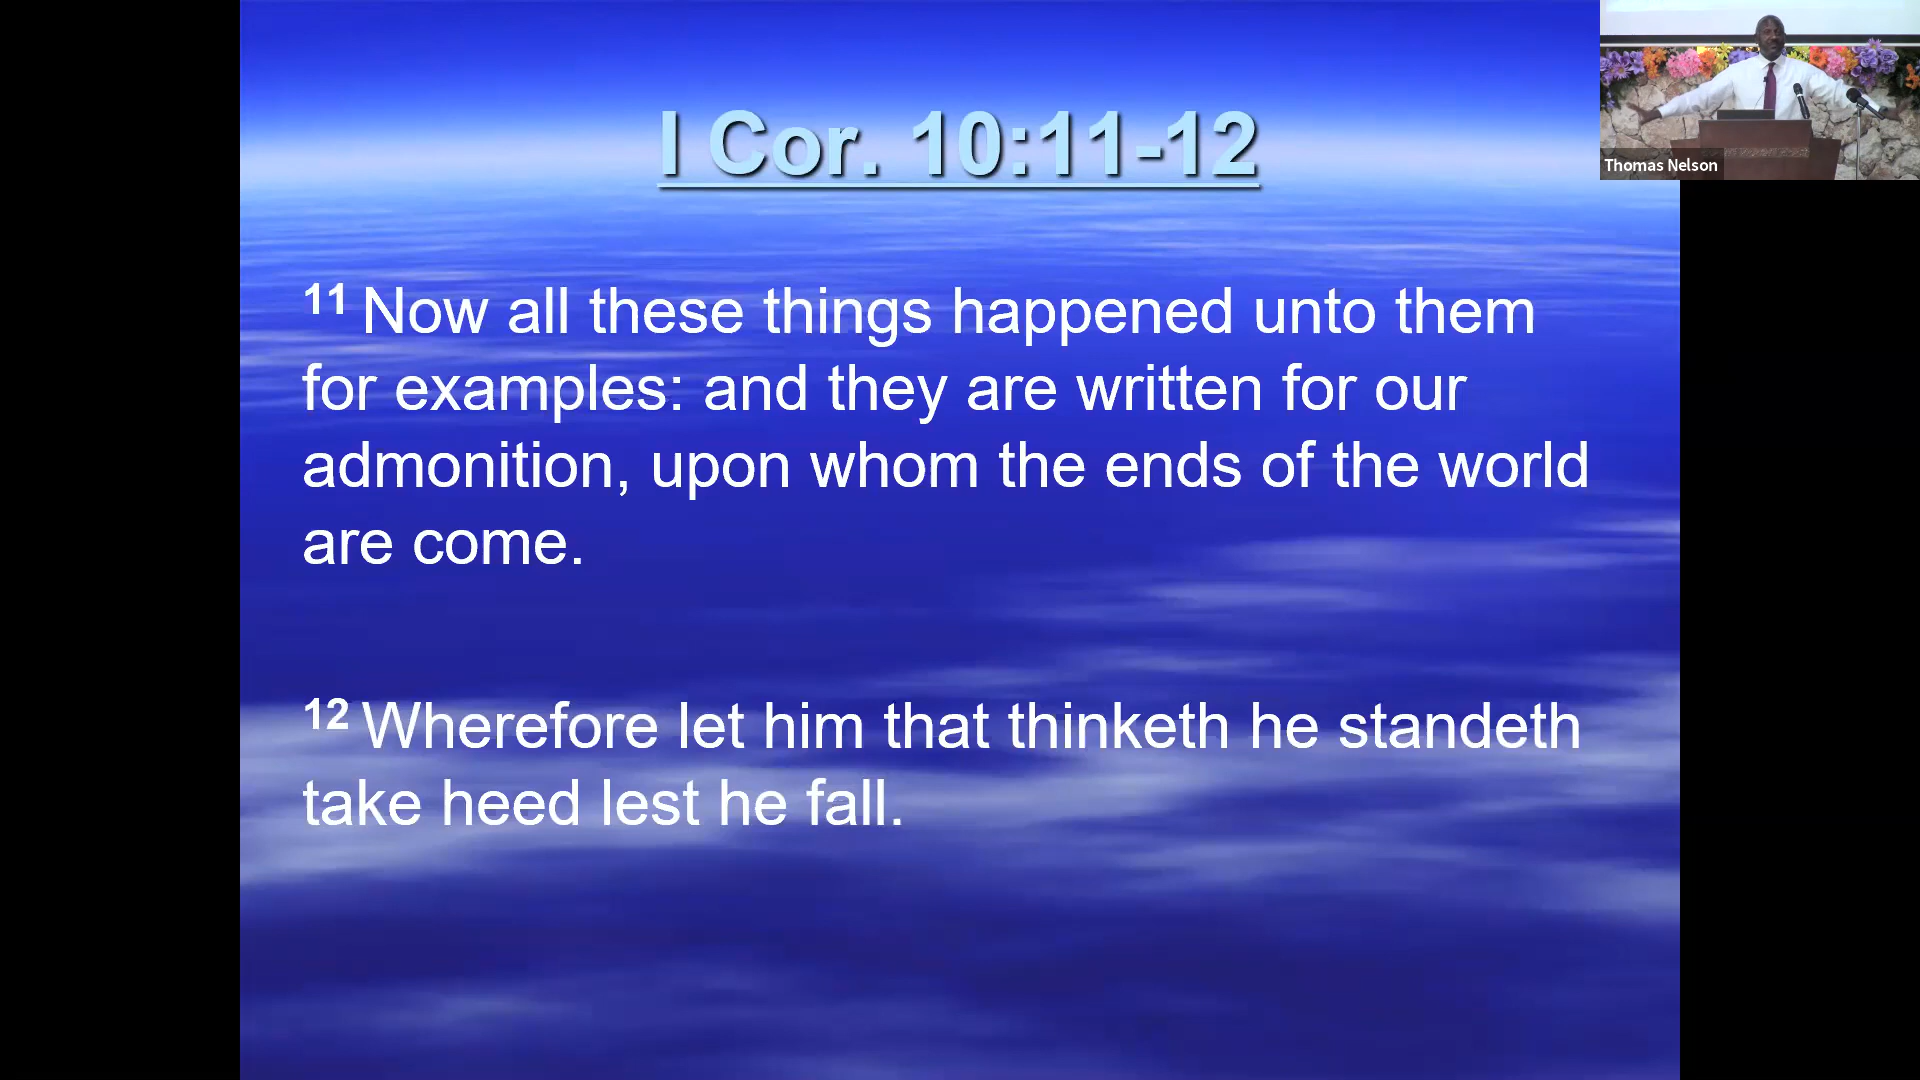 I Cor. 10:11-12
Thomas Nelson
11 Now all these things happened unto them
for examples: and they are written for our
admonition, upon whom the ends of the world
are come.
12 Wherefore let him that thinketh he standeth
take heed lest he fall.